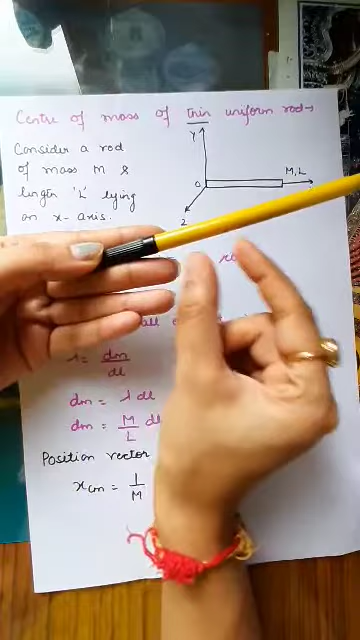 Centre of mass of thin uniform rod→
Consider a rod
of mass M &
length 'L' lying
on x-axis.
Y
O
M, L
Z
λ = dm/dl
dm = λ dl
dm = M/L dl
Position vector
x_cm = 1/M